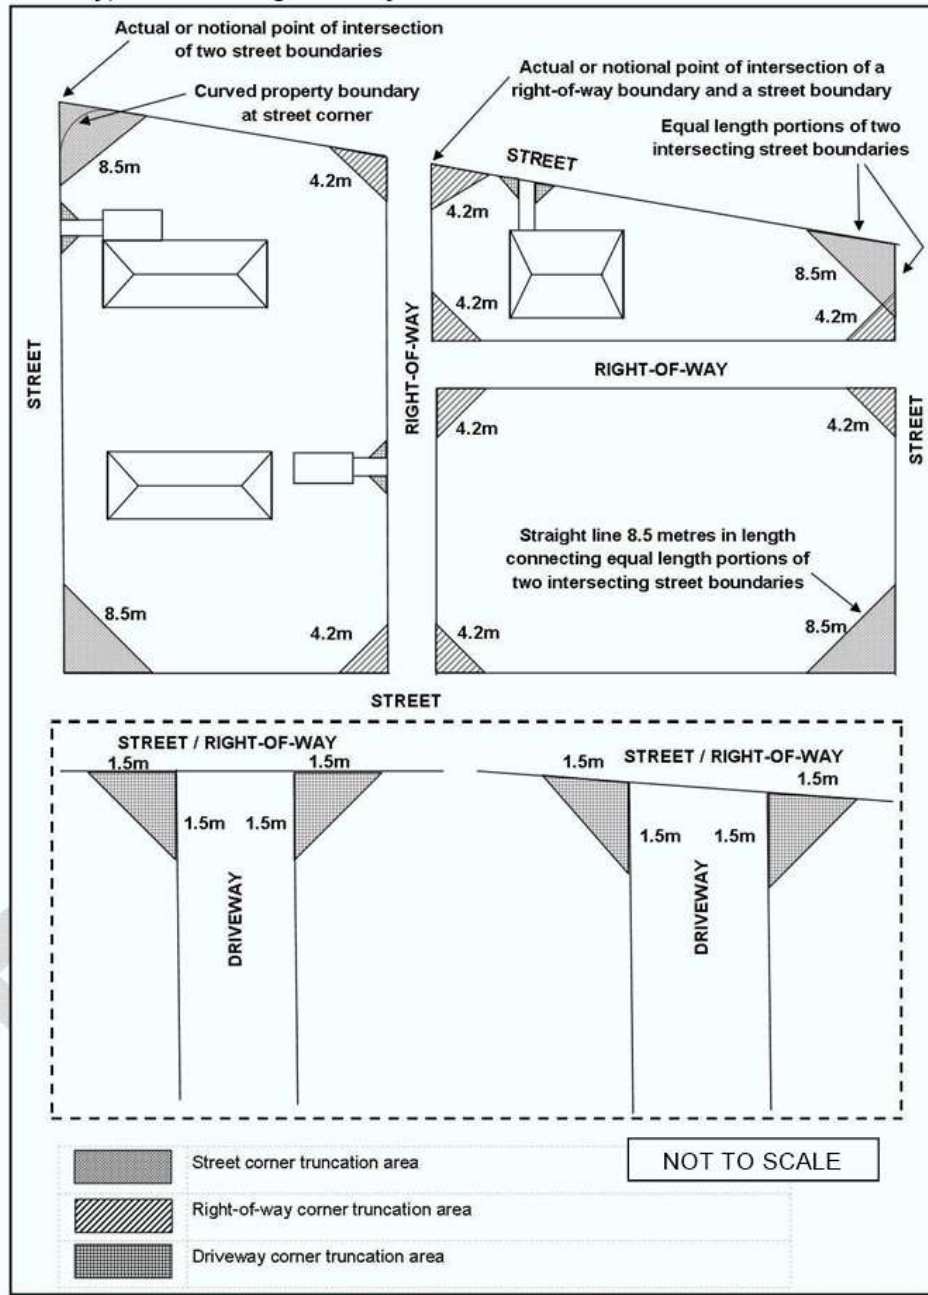 Actual or notional point of intersection
of two street boundaries
Curved property boundary
at street corner
8.5m
4.2m
Actual or notional point of intersection of a
right-of-way boundary and a street boundary
Equal length portions of two
intersecting street boundaries
STREET
4.2m
8.5m
4.2m
4.2m
STREET
RIGHT-OF-WAY
RIGHT-OF-WAY
4.2m
4.2m
STREET
Straight line 8.5 metres in length
connecting equal length portions of
two intersecting street boundaries
8.5m
4.2m
4.2m
8.5m
STREET
STREET / RIGHT-OF-WAY
1.5m
1.5m
1.5m
1.5m
DRIVEWAY
STREET / RIGHT-OF-WAY
1.5m
1.5m
1.5m
1.5m
DRIVEWAY
NOT TO SCALE
Street corner truncation area
Right-of-way corner truncation area
Driveway corner truncation area